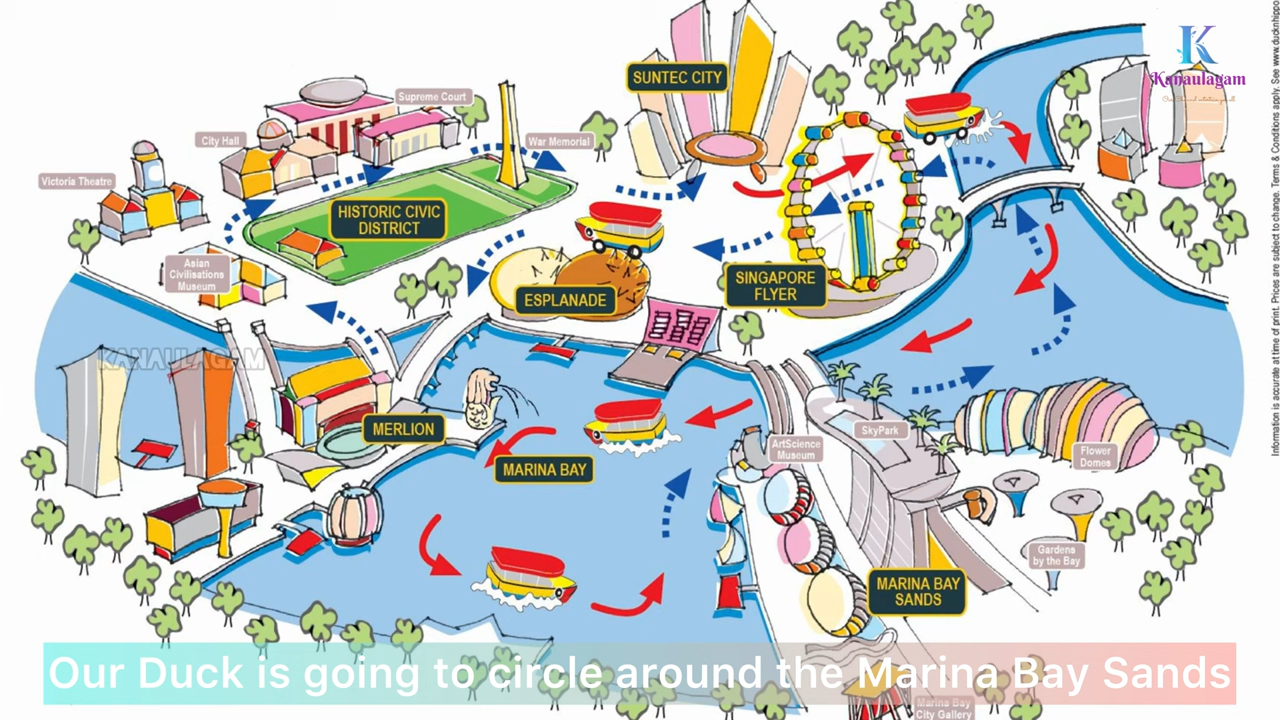 SUNTEC CITY
K
Kanaulagam
Supreme Court
City Hall
War Memorial
Victoria Theatre
HISTORIC CIVIC
DISTRICT
Asian
Civilisations
Museum
ESPLANADE
SINGAPORE
FLYER
KANAULAGAM
MERLION
SkyPark
ArtScience
Museum
Flower
Domes
MARINA BAY
Gardens
by the Bay
MARINA BAY
SANDS
Our Duck is going to circle around the Marina Bay Sands
Marina Bay
City Gallery
Information is accurate at time of print. Prices are subject to change. Terms & Conditions apply. See www.ducknhippo